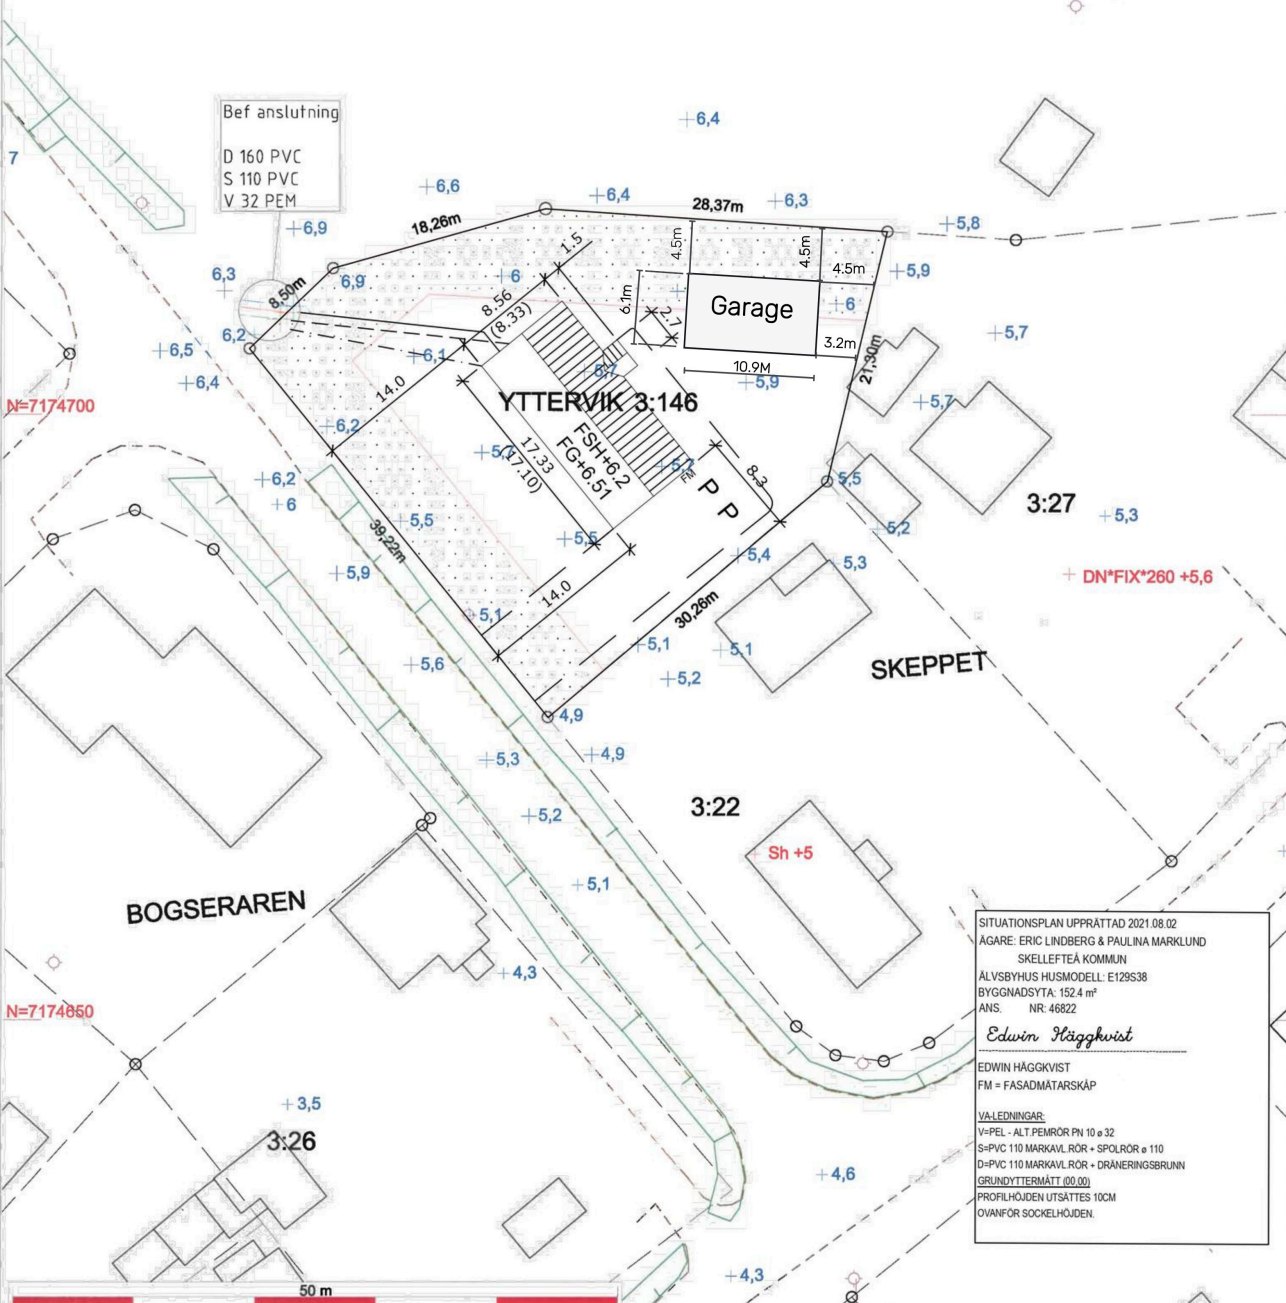 Bef anslutning
D 160 PVC
S 110 PVC
V 32 PEM
7
6,4
6,6
6,4
6,3
18,26m
28,37m
5,8
6,9
6,3
6,9
8,50m
6
1.5
4.5m
4.5m
4.5m
5,9
8.56
(8.33)
6.1m
2.7
Garage
6
3.2m
6,2
6,5
6,1
5,7
21,30m
6,4
14.0
5,7
10.9M
5,9
5,7
N=7174700
YTTERVIK 3:146
6,2
FSH+6.2
FG+6.51
17.33
(17.10)
5,7
5,7
FM
P P
8.3
5,5
6,2
6
5,5
39,22m
5,5
5,4
5,2
3:27
5,3
5,9
5,3
DN*FIX*260 +5,6
14.0
30,26m
5,1
5,1
5,1
5,6
5,2
SKEPPET
4,9
5,3
4,9
5,2
3:22
Sh +5
5,1
BOGSERAREN
4,3
N=7174650
3,5
3:26
4,6
4,3
50 m
SITUATIONSPLAN UPPRÄTTAD 2021.08.02
ÄGARE: ERIC LINDBERG & PAULINA MARKLUND
SKELLEFTEÅ KOMMUN
ÄLVSBYHUS HUSMODELL: E129S38
BYGGNADSYTA: 152.4 m²
ANS. NR: 46822
Edwin Häggkvist
EDWIN HÄGGKVIST
FM = FASADMÄTARSKÅP
VA-LEDNINGAR:
V=PEL - ALT.PEMRÖR PN 10 ø 32
S=PVC 110 MARKAVL.RÖR + SPOLRÖR ø 110
D=PVC 110 MARKAVL.RÖR + DRÄNERINGSBRUNN
GRUNDYTTERMÅTT (00,00)
PROFILHÖJDEN UTSÄTTES 10CM
OVANFÖR SOCKELHÖJDEN.